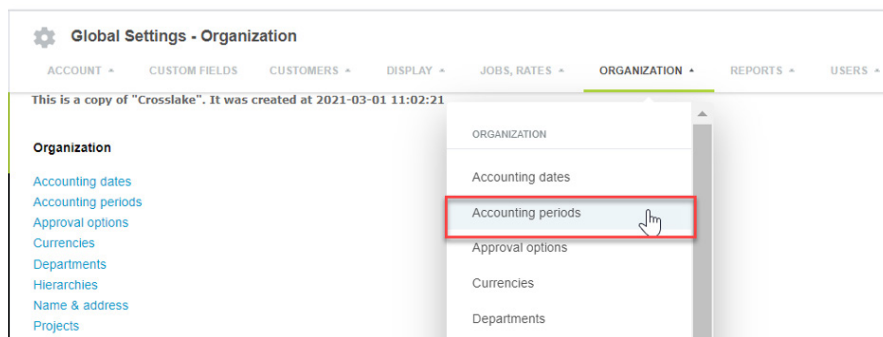 Global Settings - Organization
ACCOUNT CUSTOM FIELDS CUSTOMERS DISPLAY JOBS, RATES ORGANIZATION REPORTS USERS
This is a copy of "Crosslake". It was created at 2021-03-01 11:02:21
Organization
Accounting dates
Accounting periods
Approval options
Currencies
Departments
Hierarchies
Name & address
Projects
ORGANIZATION
Accounting dates
Accounting periods
Approval options
Currencies
Departments